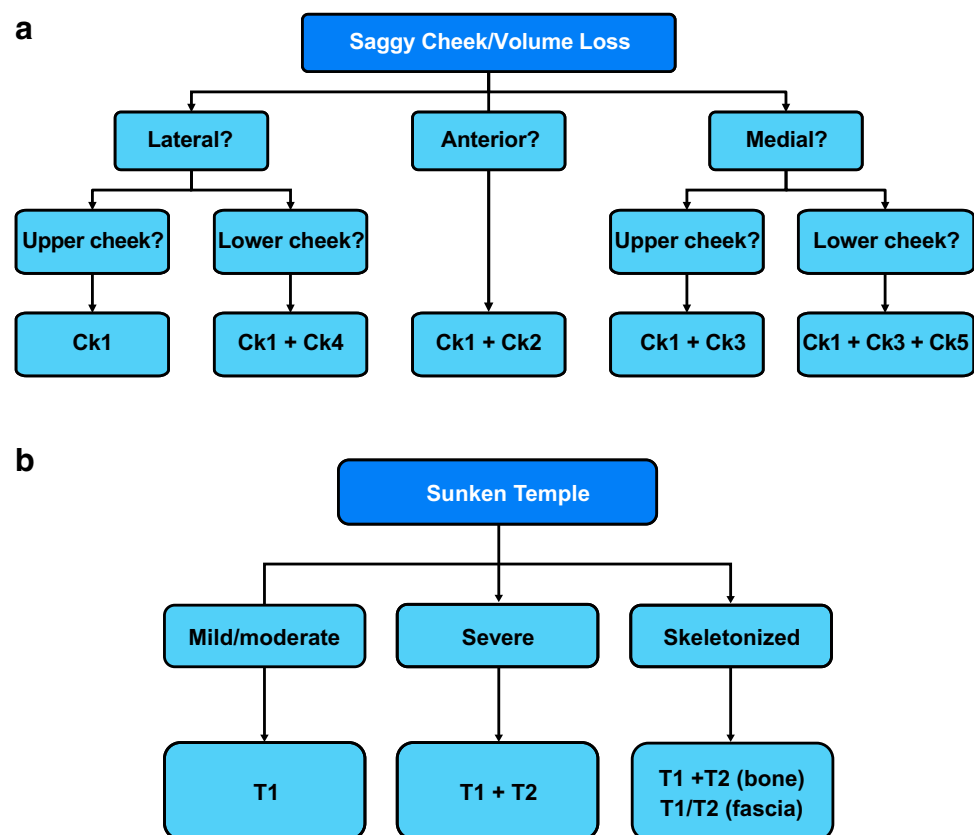 a
Saggy Cheek/Volume Loss
Lateral?
Anterior?
Medial?
Upper cheek?
Lower cheek?
Upper cheek?
Lower cheek?
Ck1
Ck1 + Ck4
Ck1 + Ck2
Ck1 + Ck3
Ck1 + Ck3 + Ck5
b
Sunken Temple
Mild/moderate
Severe
Skeletonized
T1
T1 + T2
T1 +T2 (bone)
T1/T2 (fascia)